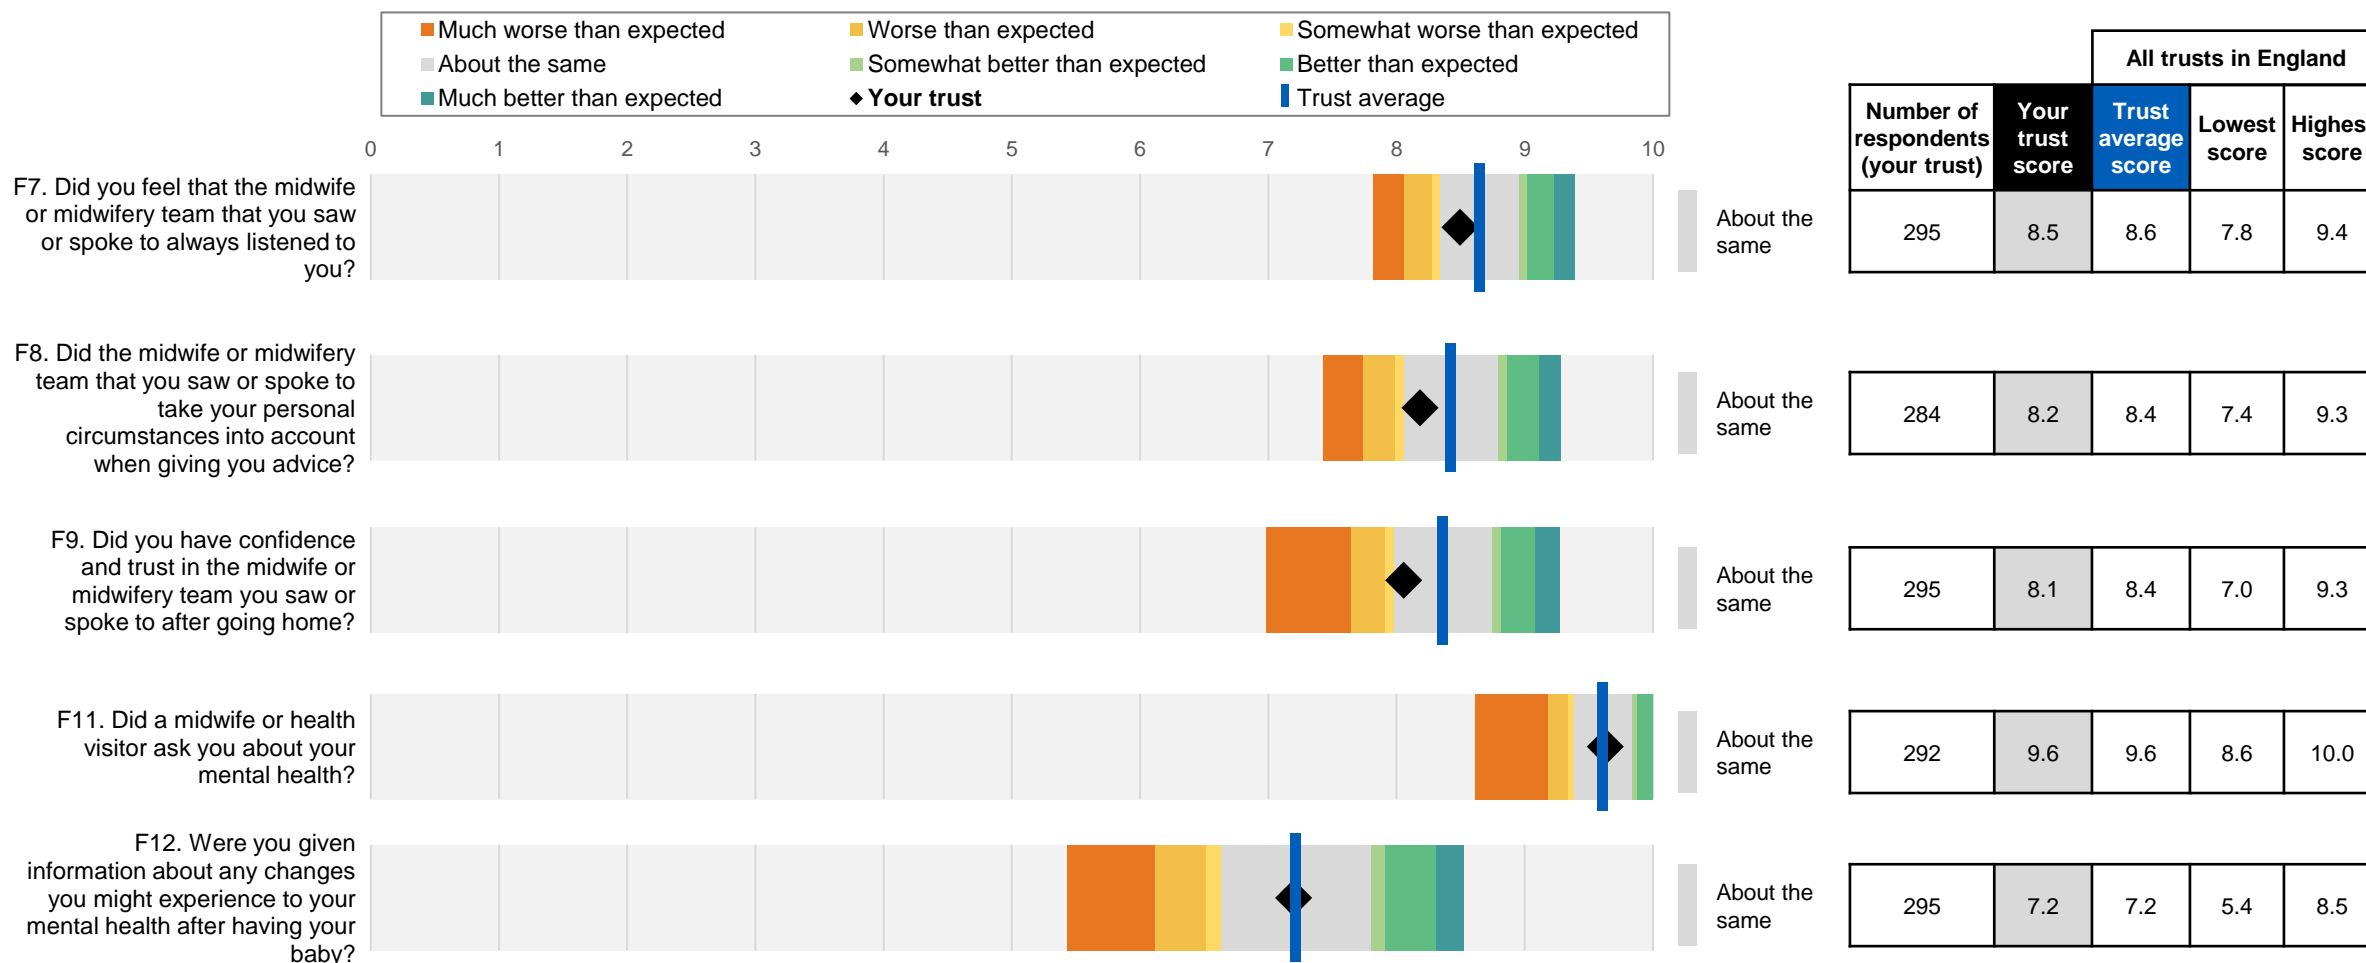 Much worse than expected
Worse than expected
Somewhat worse than expected
About the same
Somewhat better than expected
Better than expected
Much better than expected
Your trust
Trust average
All trusts in England
Number of respondents (your trust)
Your trust score
Trust average score
Lowest score
Highes score
0 1 2 3 4 5 6 7 8 9 10
F7. Did you feel that the midwife
or midwifery team that you saw
or spoke to always listened to
you?
About the
same
295 8.5 8.6 7.8 9.4
F8. Did the midwife or midwifery
team that you saw or spoke to
take your personal
circumstances into account
when giving you advice?
About the
same
284 8.2 8.4 7.4 9.3
F9. Did you have confidence
and trust in the midwife or
midwifery team you saw or
spoke to after going home?
About the
same
295 8.1 8.4 7.0 9.3
F11. Did a midwife or health
visitor ask you about your
mental health?
About the
same
292 9.6 9.6 8.6 10.0
F12. Were you given
information about any changes
you might experience to your
mental health after having your
baby?
About the
same
295 7.2 7.2 5.4 8.5